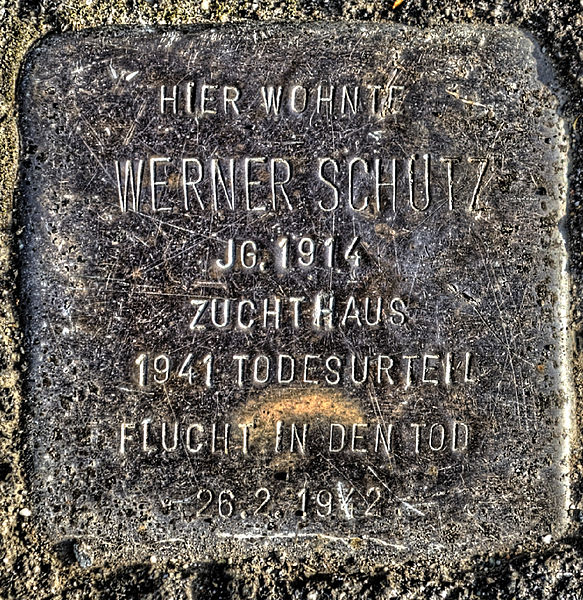 HIER WOHNTE
WERNER SCHÜTZ
JG. 1914
ZUCHTHAUS
1941 TODESURTEIL
FLUCHT IN DEN TOD
26.2.1942